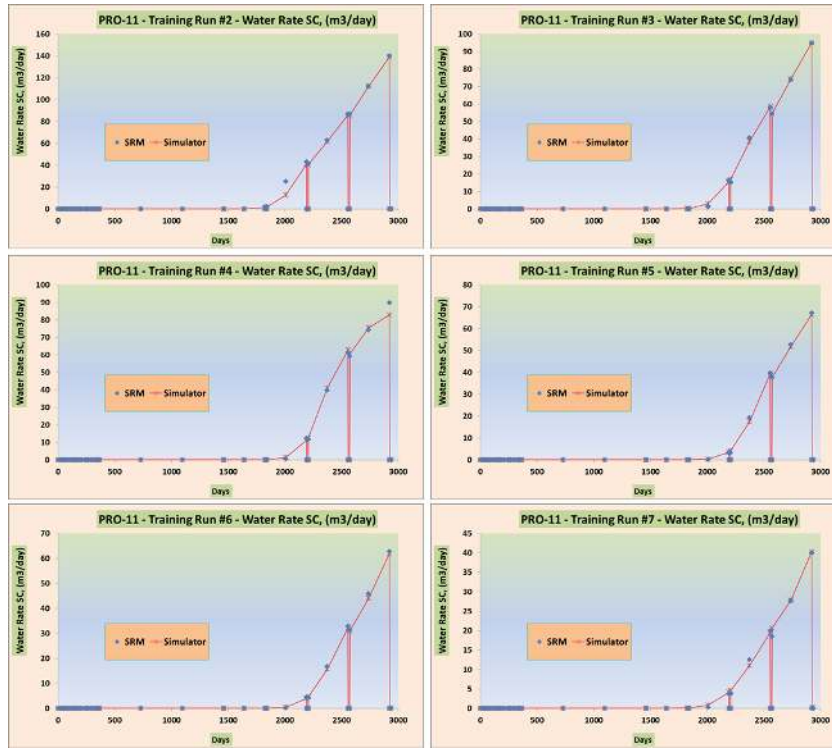 PRO-11 - Training Run #2 - Water Rate SC, (m3/day)
Water Rate SC, (m3/day)
160
140
120
100
80
60
40
20
0
SRM Simulator
0 500 1000 1500 2000 2500 3000
Days
PRO-11 - Training Run #3 - Water Rate SC, (m3/day)
Water Rate SC, (m3/day)
100
90
80
70
60
50
40
30
20
10
0
SRM Simulator
0 500 1000 1500 2000 2500 3000
Days
PRO-11 - Training Run #4 - Water Rate SC, (m3/day)
Water Rate SC, (m3/day)
100
90
80
70
60
50
40
30
20
10
0
SRM Simulator
0 500 1000 1500 2000 2500 3000
Days
PRO-11 - Training Run #5 - Water Rate SC, (m3/day)
Water Rate SC, (m3/day)
80
70
60
50
40
30
20
10
0
SRM Simulator
0 500 1000 1500 2000 2500 3000
Days
PRO-11 - Training Run #6 - Water Rate SC, (m3/day)
Water Rate SC, (m3/day)
70
60
50
40
30
20
10
0
SRM Simulator
0 500 1000 1500 2000 2500 3000
Days
PRO-11 - Training Run #7 - Water Rate SC, (m3/day)
Water Rate SC, (m3/day)
45
40
35
30
25
20
15
10
5
0
SRM Simulator
0 500 1000 1500 2000 2500 3000
Days